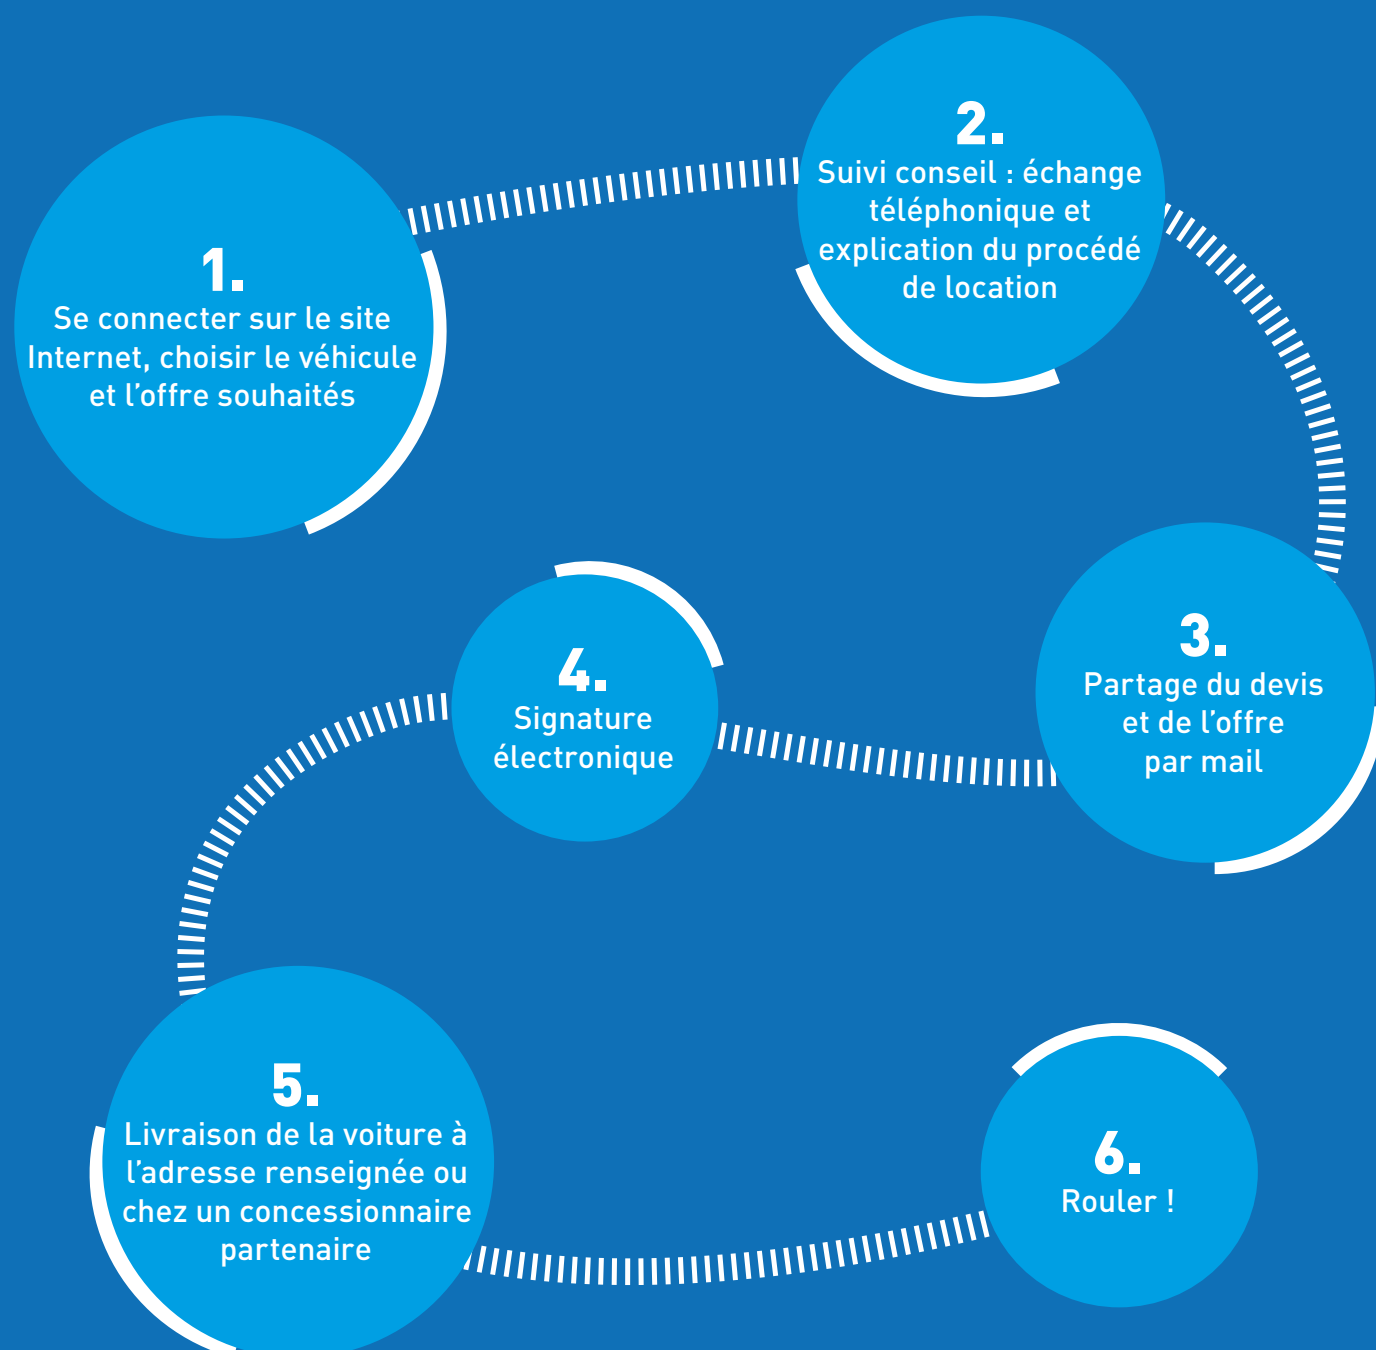 1.
Se connecter sur le site
Internet, choisir le véhicule
et l’offre souhaités
2.
Suivi conseil : échange
téléphonique et
explication du procédé
de location
3.
Partage du devis
et de l’offre
par mail
4.
Signature
électronique
5.
Livraison de la voiture à
l’adresse renseignée ou
chez un concessionnaire
partenaire
6.
Rouler !